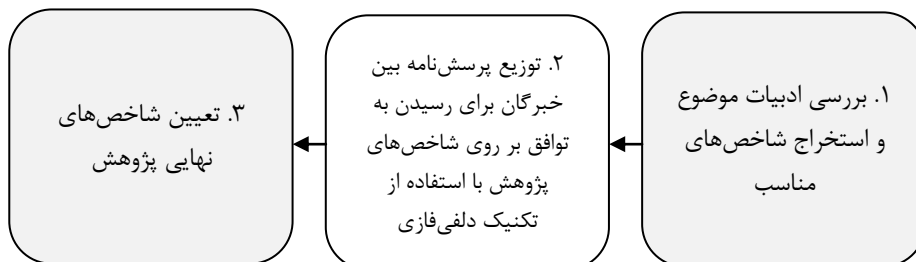 ۱. بررسی ادبیات موضوع
و استخراج شاخص‌های
مناسب
۲. توزیع پرسش‌نامه بین
خبرگان برای رسیدن به
توافق بر روی شاخص‌های
پژوهش با استفاده از
تکنیک دلفی‌فازی
۳. تعیین شاخص‌های
نهایی پژوهش